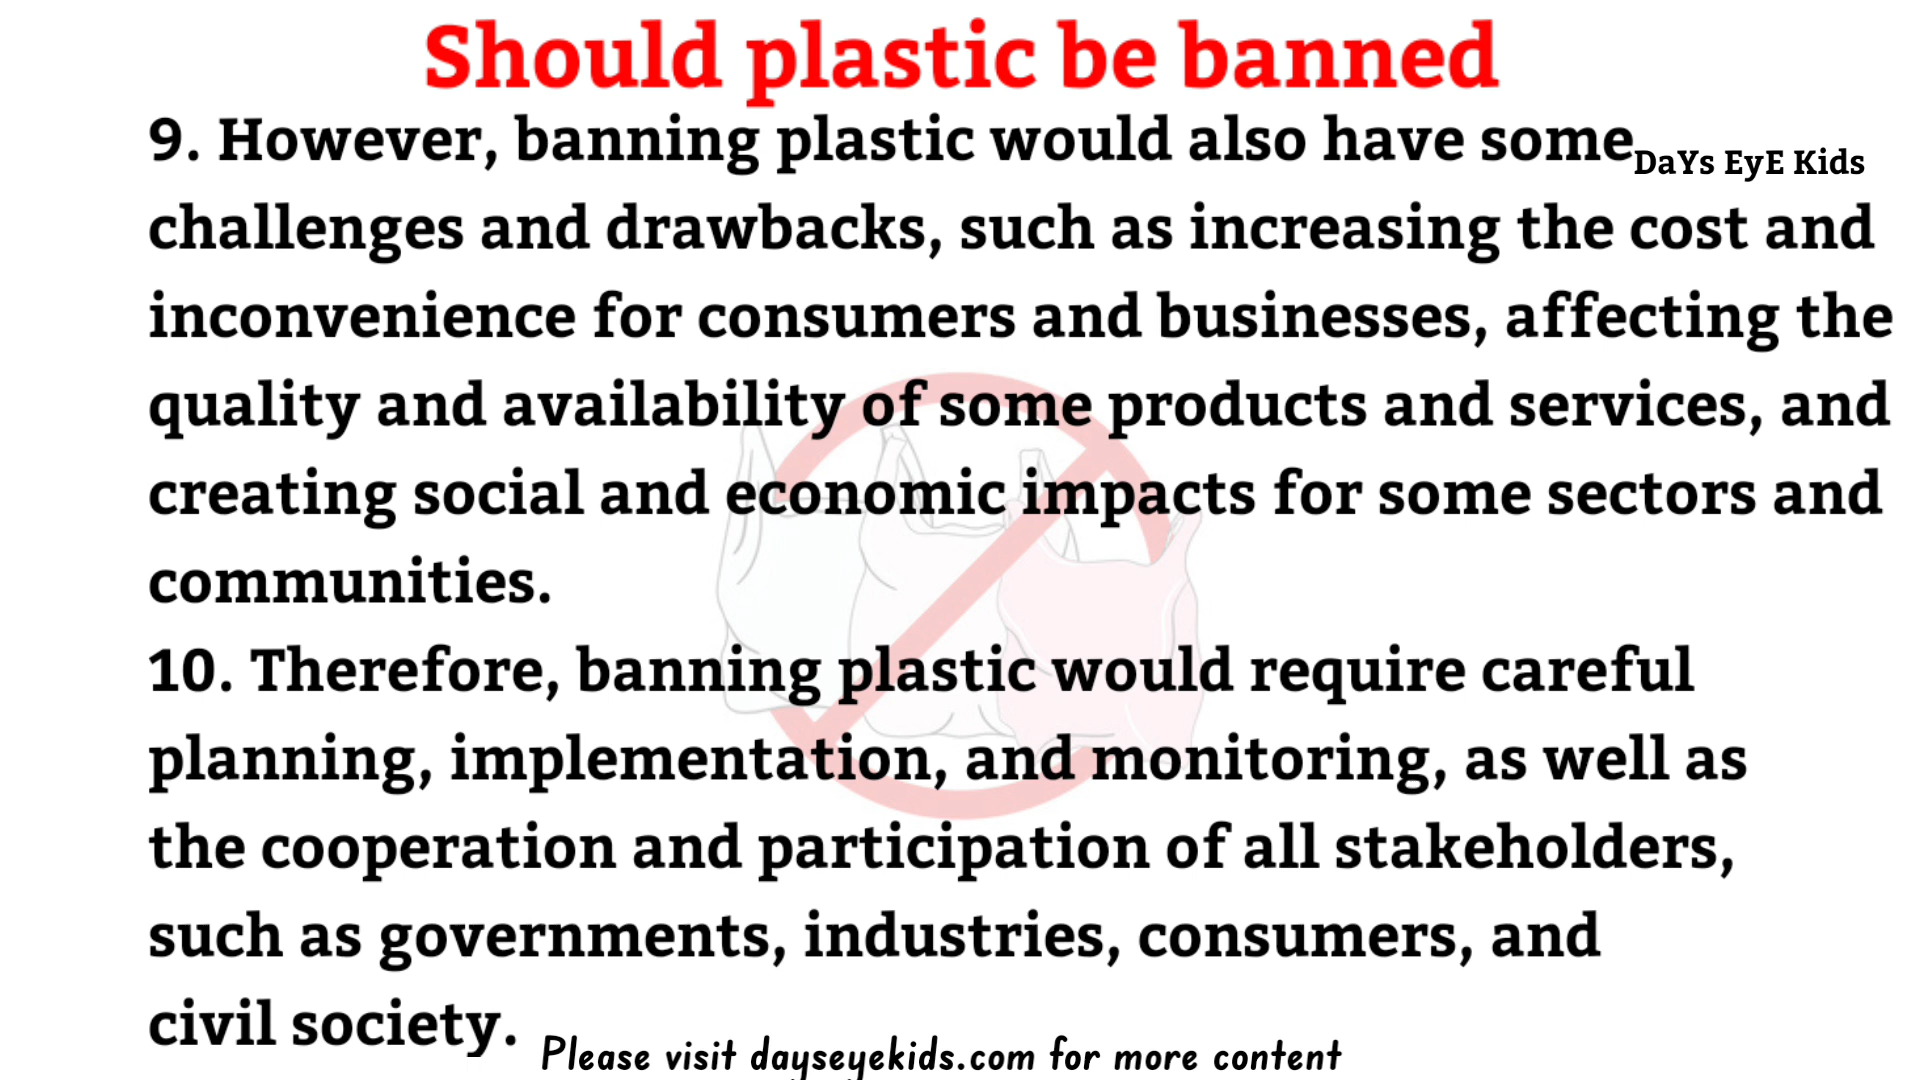 Should plastic be banned
9. However, banning plastic would also have some
DaYs EyE Kids
challenges and drawbacks, such as increasing the cost and
inconvenience for consumers and businesses, affecting the
quality and availability of some products and services, and
creating social and economic impacts for some sectors and
communities.
10. Therefore, banning plastic would require careful
planning, implementation, and monitoring, as well as
the cooperation and participation of all stakeholders,
such as governments, industries, consumers, and
civil society.
Please visit dayseyekids.com for more content